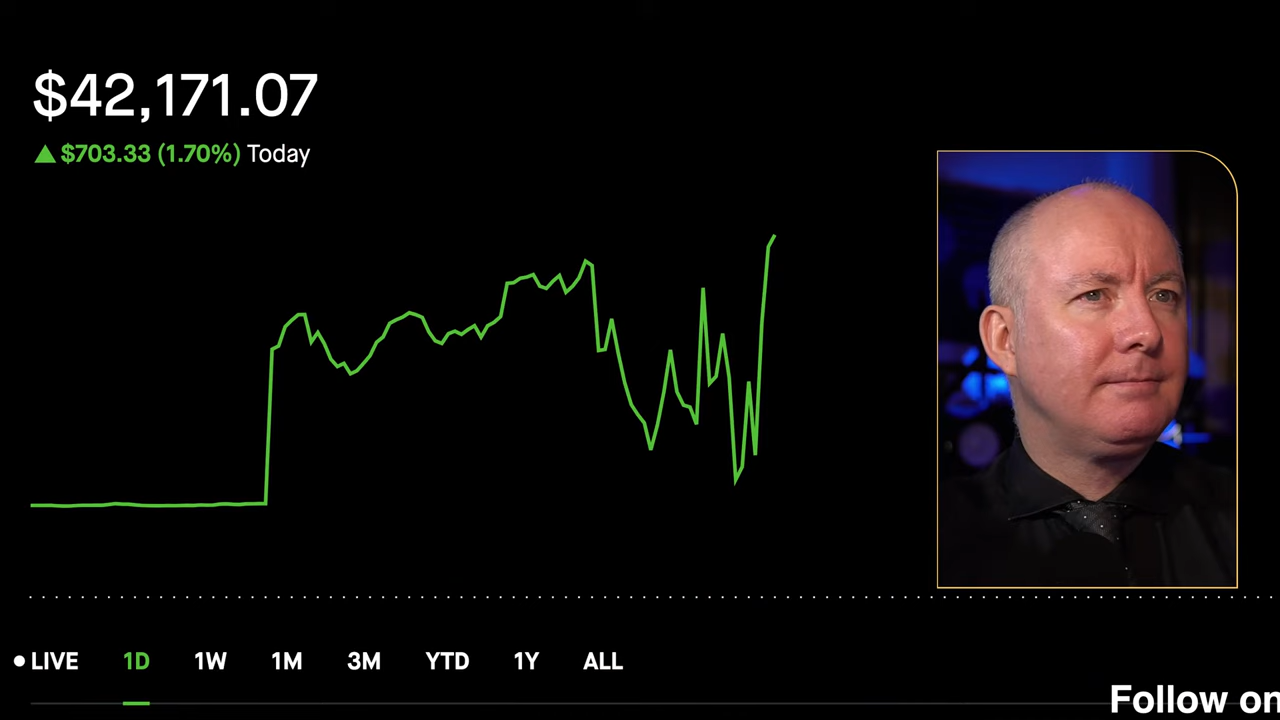 $42,171.07
▲$703.33 (1.70%) Today
LIVE 1D 1W 1M 3M YTD 1Y ALL
Follow on